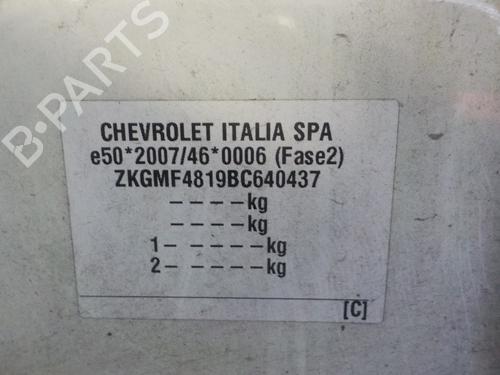 B-PARTS
CHEVROLET ITALIA SPA
e50*2007/46*0006 (Fase2)
ZKGMF4819BC640437
– – – – kg
– – – – kg
1- – – – – kg
2- – – – – kg
[C]